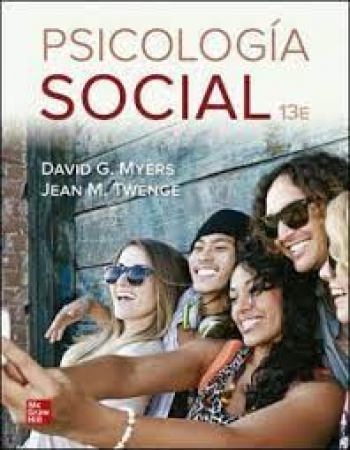 PSICOLOGÍA
SOCIAL 13E
DAVID G. MYERS
JEAN M. TWENGE
Mc
Graw
Hill